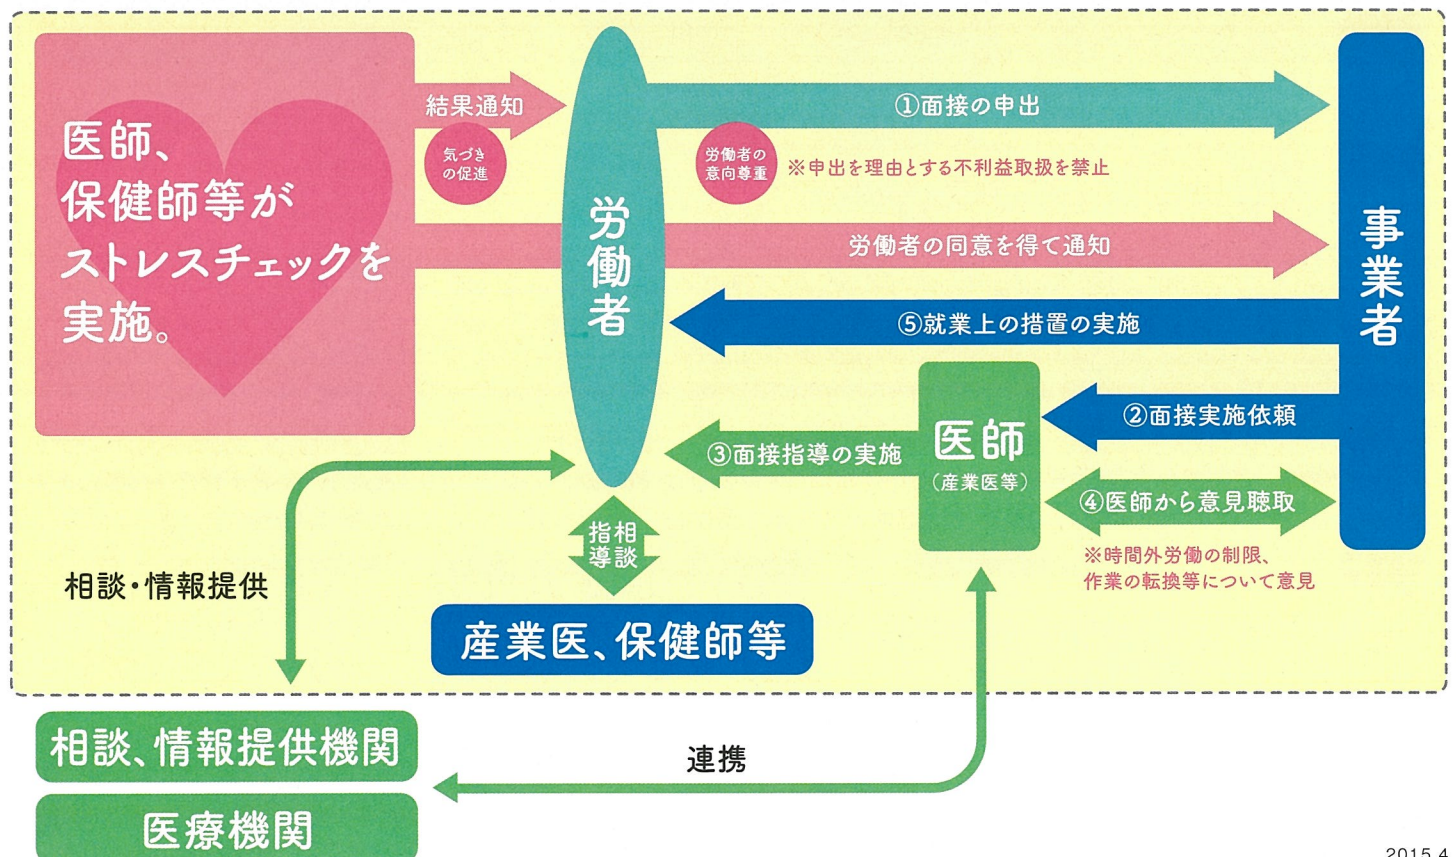 医師、
保健師等が
ストレスチェックを
実施。
結果通知
気づき
の促進
労働者
①面接の申出
労働者の
意向尊重
※申出を理由とする不利益取扱を禁止
労働者の同意を得て通知
⑤就業上の措置の実施
事業者
②面接実施依頼
医師
(産業医等)
③面接指導の実施
④医師から意見聴取
※時間外労働の制限、
作業の転換等について意見
相談
指導
相談・情報提供
産業医、保健師等
相談、情報提供機関
連携
医療機関
2015.4